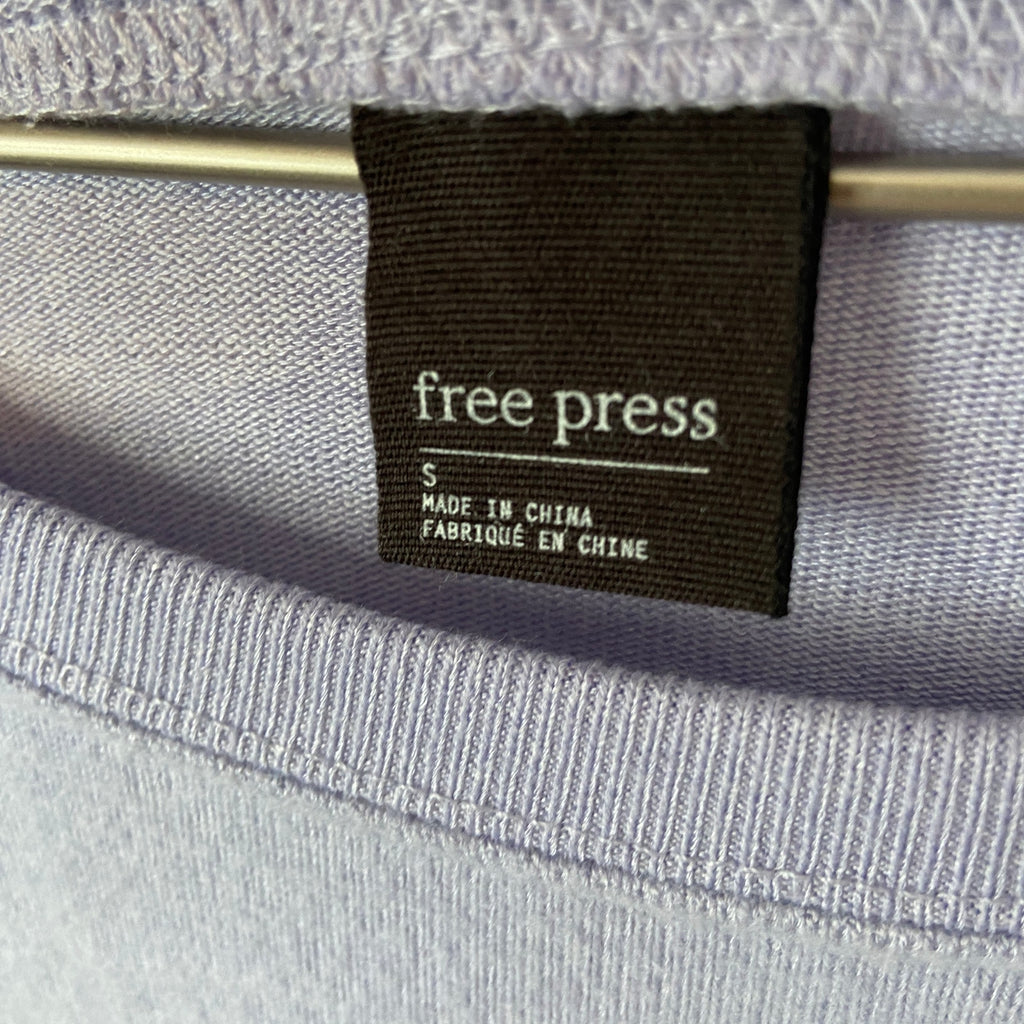 free press
S
MADE IN CHINA
FABRIQUÉ EN CHINE